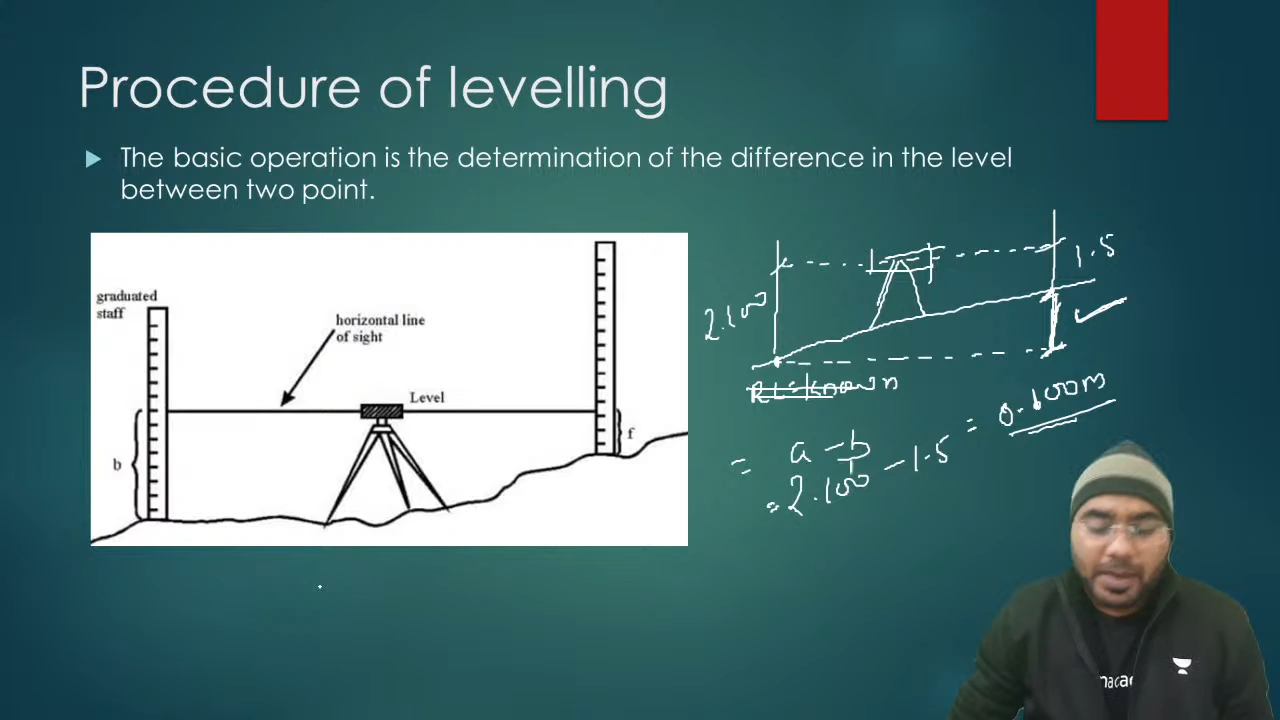 Procedure of levelling
The basic operation is the determination of the difference in the level
between two point.
graduated
staff
horizontal line
of sight
Level
b
f
1.5
2.100
RL known
= a - b
= 2.100 - 1.5 = 0.600m